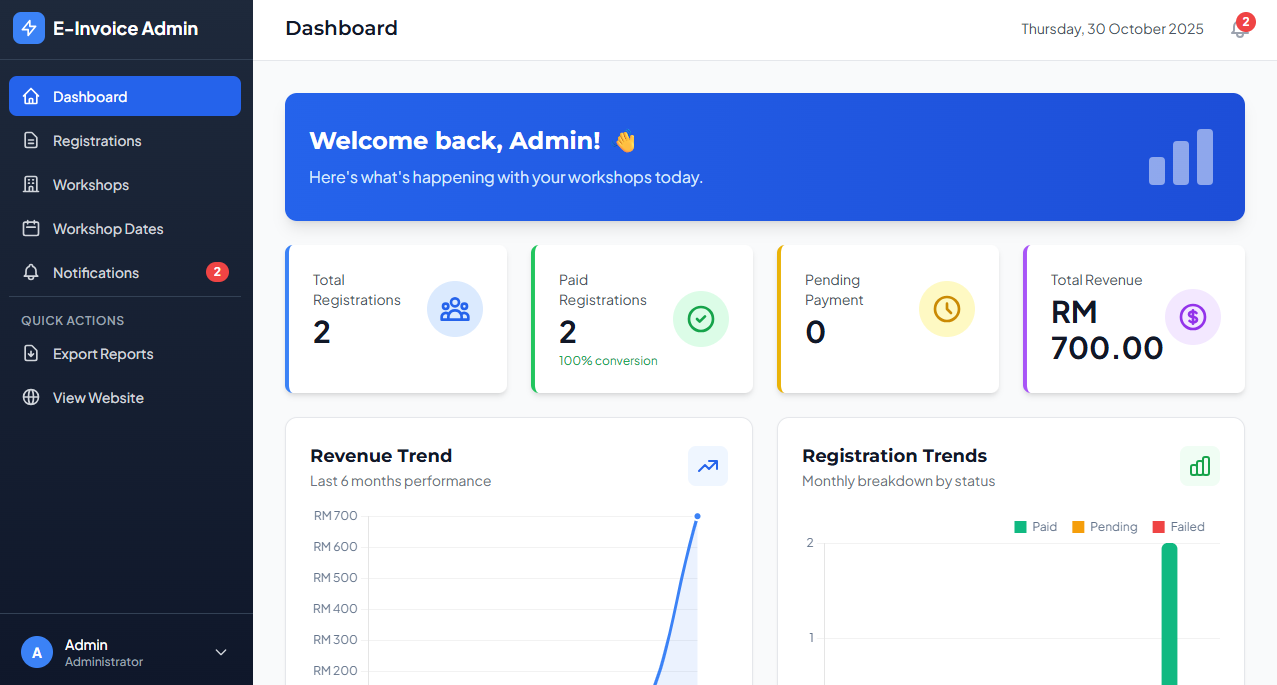 E-Invoice Admin
Dashboard
Registrations
Workshops
Workshop Dates
Notifications 2
QUICK ACTIONS
Export Reports
View Website
A
Admin
Administrator
Dashboard
Thursday, 30 October 2025
2
Welcome back, Admin! 👋
Here's what's happening with your workshops today.
Total
Registrations
2
Paid
Registrations
2
100% conversion
Pending
Payment
0
Total Revenue
RM
700.00
Revenue Trend
Last 6 months performance
RM 700
RM 600
RM 500
RM 400
RM 300
RM 200
Registration Trends
Monthly breakdown by status
Paid Pending Failed
2
1